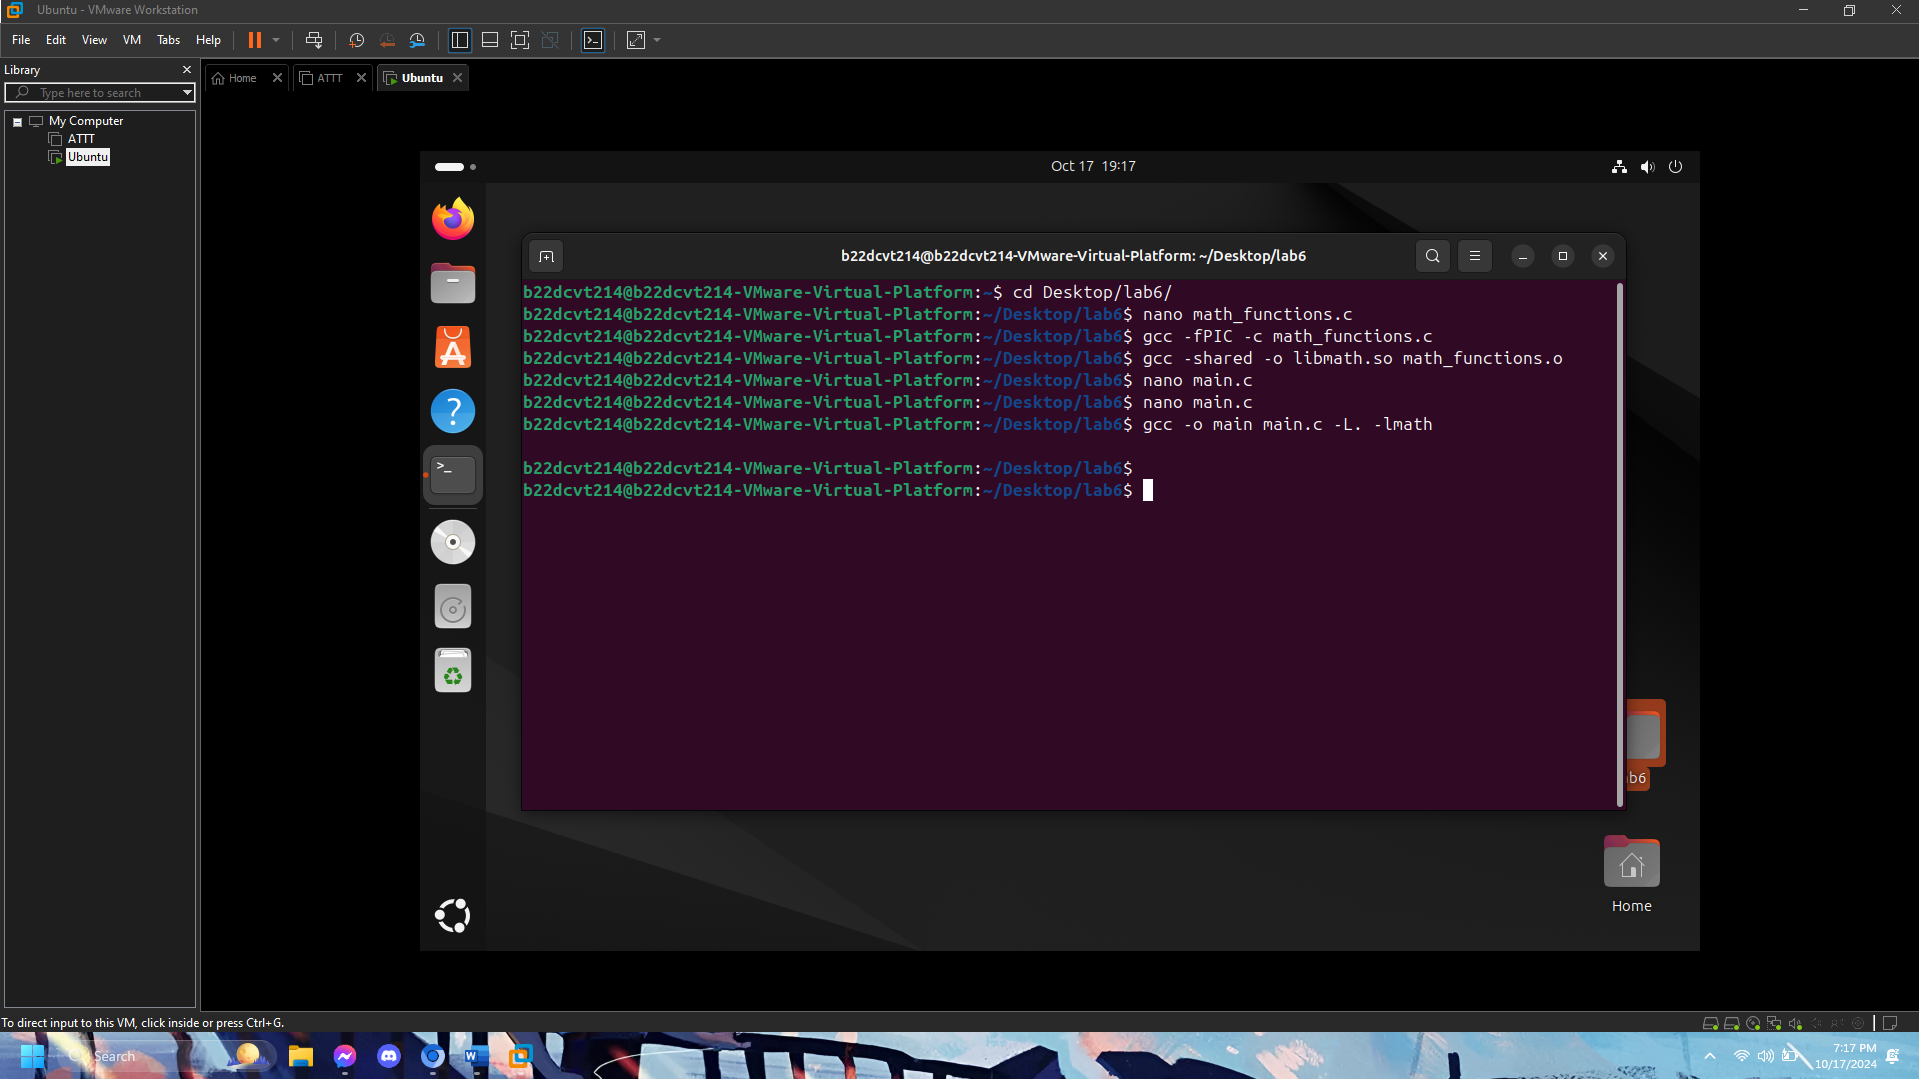 Ubuntu - VMware Workstation
File Edit View VM Tabs Help
Library
Type here to search
My Computer
ATTT
Ubuntu
Home
ATTT
Ubuntu
Oct 17 19:17
b22dcvt214@b22dcvt214-VMware-Virtual-Platform: ~/Desktop/lab6
b22dcvt214@b22dcvt214-VMware-Virtual-Platform:~$ cd Desktop/lab6/
b22dcvt214@b22dcvt214-VMware-Virtual-Platform:~/Desktop/lab6$ nano math_functions.c
b22dcvt214@b22dcvt214-VMware-Virtual-Platform:~/Desktop/lab6$ gcc -fPIC -c math_functions.c
b22dcvt214@b22dcvt214-VMware-Virtual-Platform:~/Desktop/lab6$ gcc -shared -o libmath.so math_functions.o
b22dcvt214@b22dcvt214-VMware-Virtual-Platform:~/Desktop/lab6$ nano main.c
b22dcvt214@b22dcvt214-VMware-Virtual-Platform:~/Desktop/lab6$ nano main.c
b22dcvt214@b22dcvt214-VMware-Virtual-Platform:~/Desktop/lab6$ gcc -o main main.c -L. -lmath
b22dcvt214@b22dcvt214-VMware-Virtual-Platform:~/Desktop/lab6$
b22dcvt214@b22dcvt214-VMware-Virtual-Platform:~/Desktop/lab6$
ab6
Home
To direct input to this VM, click inside or press Ctrl+G.
Search
7:17 PM
10/17/2024